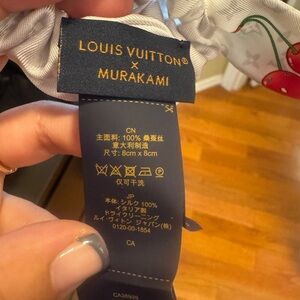 LOUIS VUITTON®
×
MURAKAMI
CN
主面料: 100% 桑蚕丝
意大利制造
尺寸: 8cm x 8cm
仅可干洗
JP
本体: シルク 100%
イタリア製
ドライクリーニング
ルイ・ヴィトン ジャパン(株)
0120-00-1854
CA